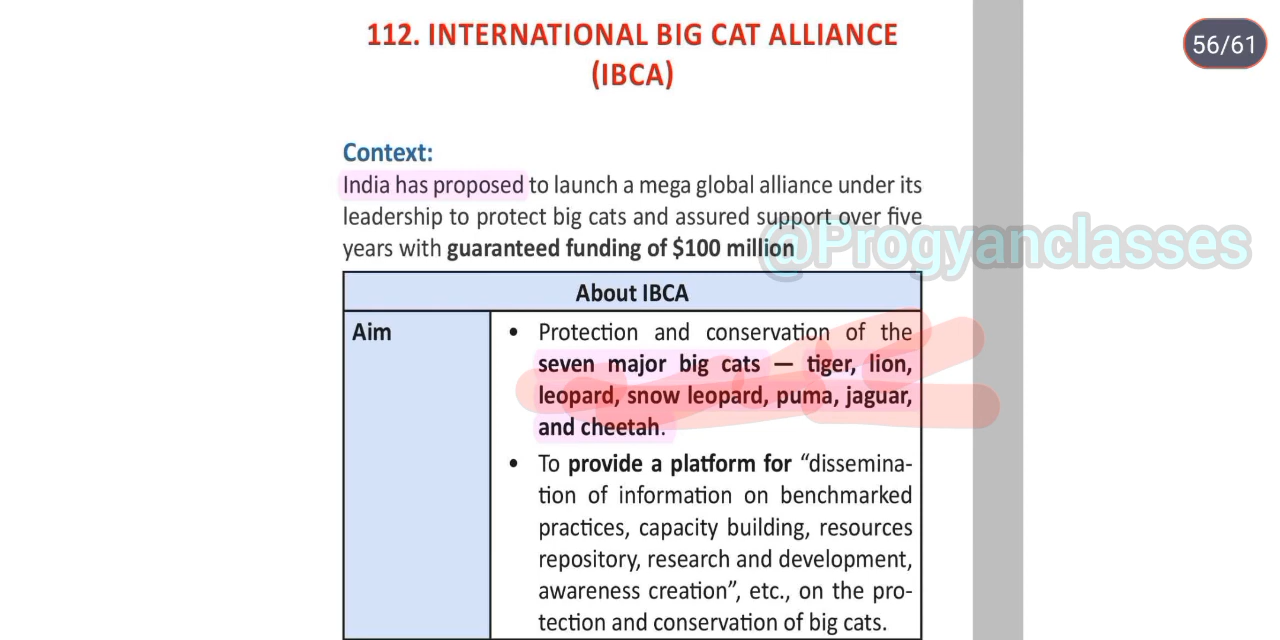 112. INTERNATIONAL BIG CAT ALLIANCE
(IBCA)
56/61
Context:
India has proposed to launch a mega global alliance under its
leadership to protect big cats and assured support over five
years with guaranteed funding of $100 million
@Progyanclasses
About IBCA
Aim
• Protection and conservation of the
seven major big cats — tiger, lion,
leopard, snow leopard, puma, jaguar,
and cheetah.
• To provide a platform for “dissemina-
tion of information on benchmarked
practices, capacity building, resources
repository, research and development,
awareness creation”, etc., on the pro-
tection and conservation of big cats.